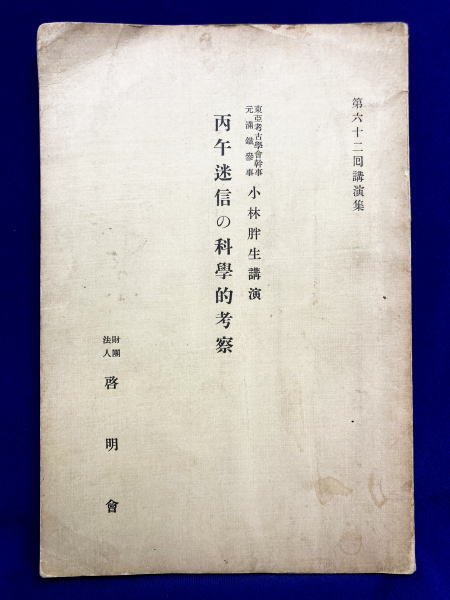 第六十二回講演集
東亞考古學會幹事
元滿鐵參事
小林胖生講演
丙午迷信の科學的考察
財團
法人
啓明會